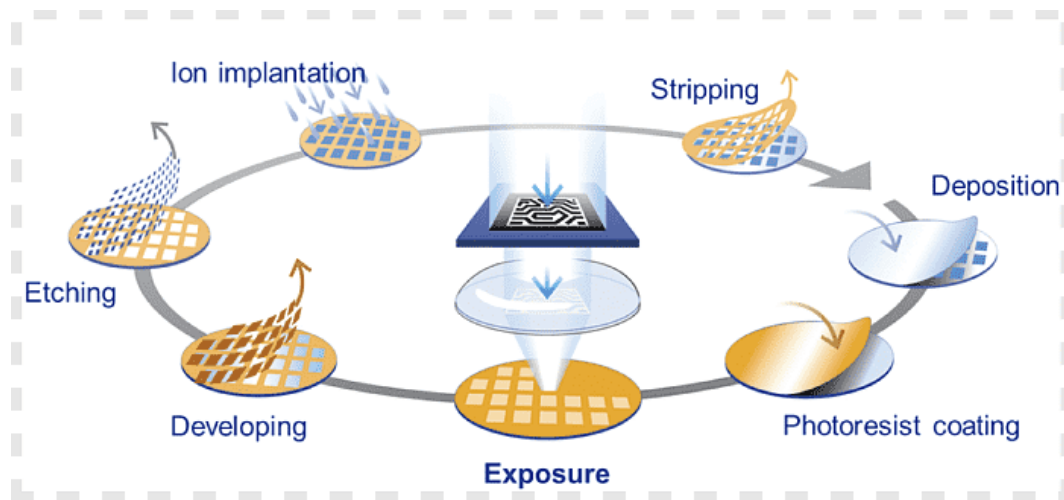 Ion implantation
Stripping
Deposition
Etching
Developing
Photoresist coating
Exposure